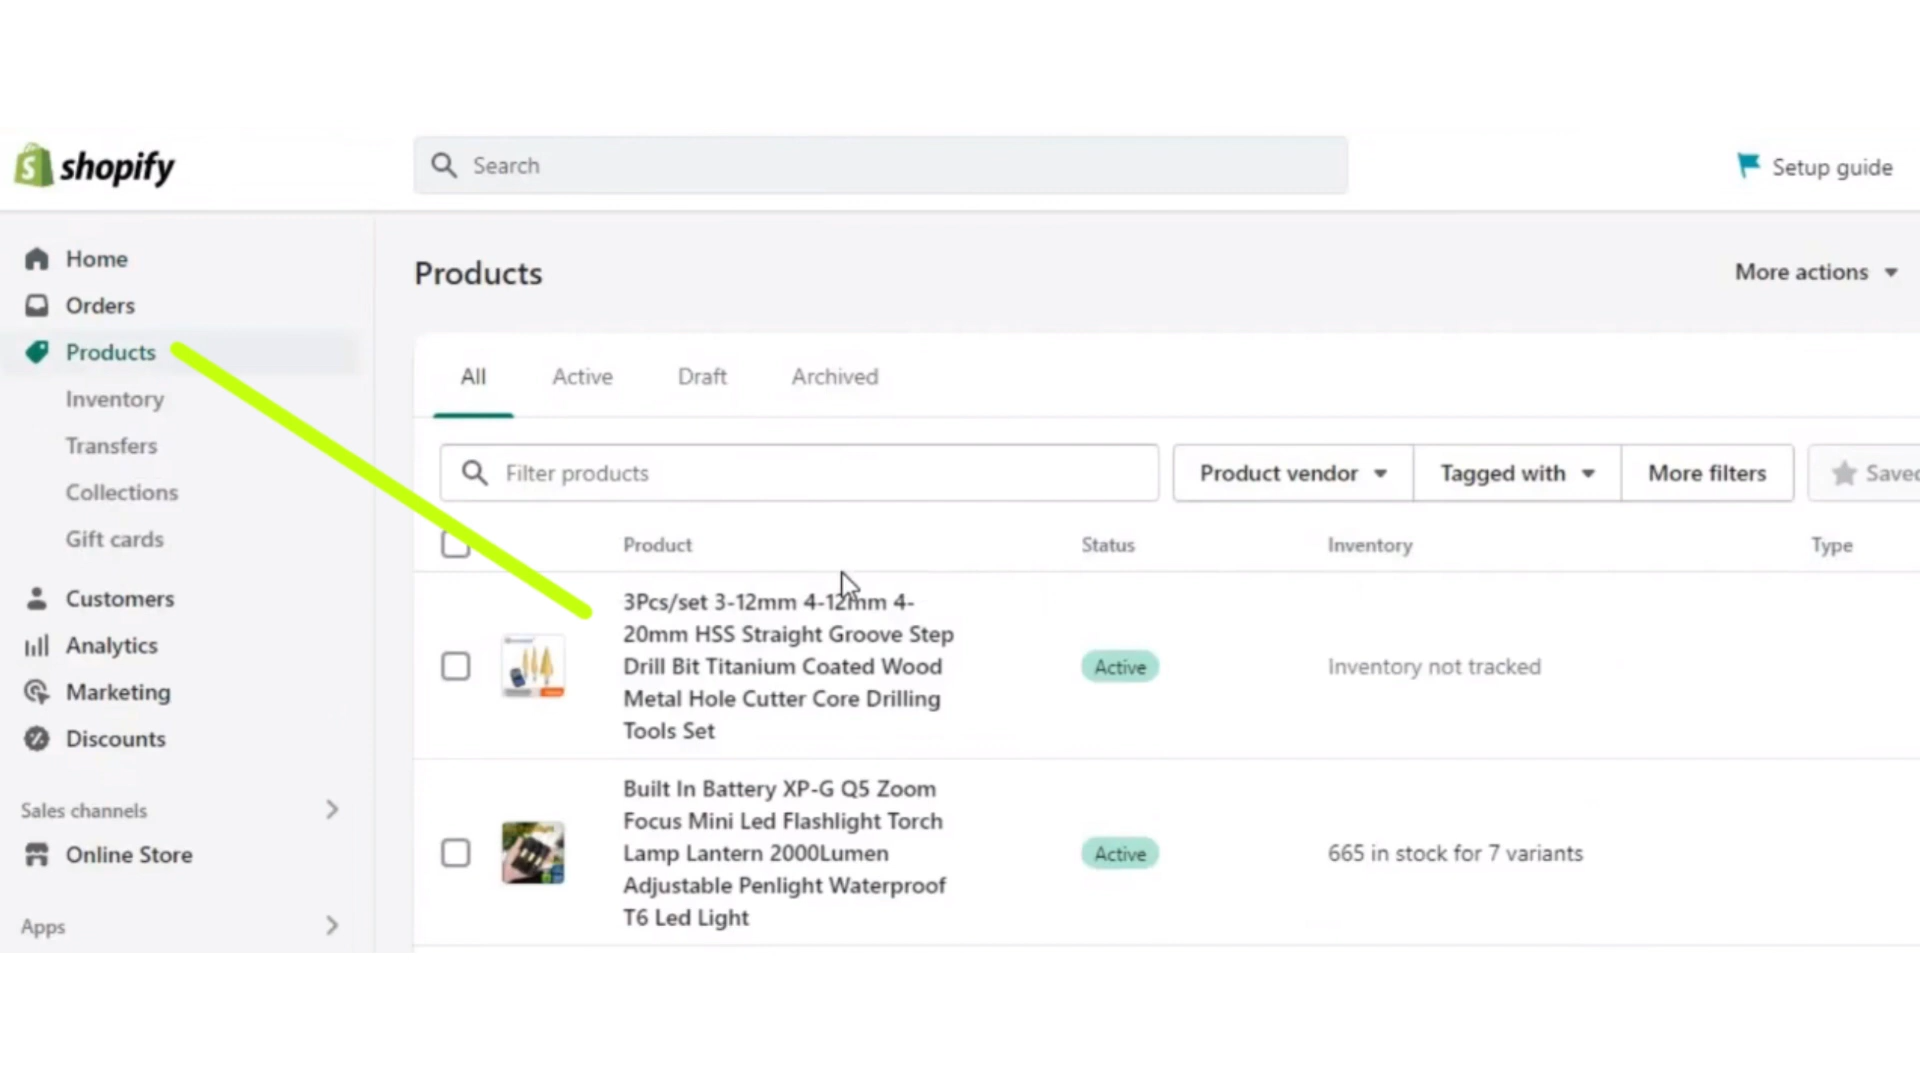 shopify
Search
Setup guide
Home
Orders
Products
Inventory
Transfers
Collections
Gift cards
Customers
Analytics
Marketing
Discounts
Sales channels
Online Store
Apps
Products
More actions
All
Active
Draft
Archived
Filter products
Product vendor
Tagged with
More filters
Saved
Product
Status
Inventory
Type
3Pcs/set 3-12mm 4-12mm 4-
20mm HSS Straight Groove Step
Drill Bit Titanium Coated Wood
Metal Hole Cutter Core Drilling
Tools Set
Active
Inventory not tracked
Built In Battery XP-G Q5 Zoom
Focus Mini Led Flashlight Torch
Lamp Lantern 2000Lumen
Adjustable Penlight Waterproof
T6 Led Light
Active
665 in stock for 7 variants